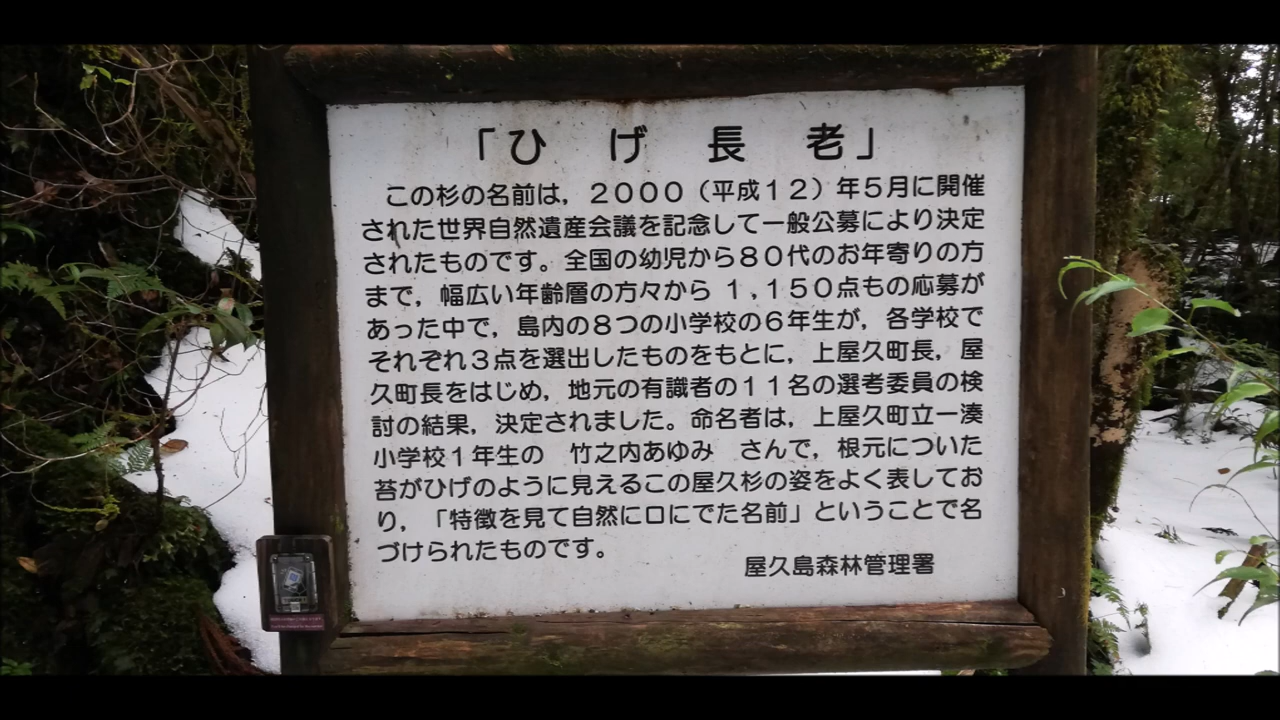 「ひげ長老」
この杉の名前は，２０００（平成１２）年５月に開催
された世界自然遺産会議を記念して一般公募により決定
されたものです。全国の幼児から８０代のお年寄りの方
まで，幅広い年齢層の方々から１,１５０点もの応募が
あった中で，島内の８つの小学校の６年生が，各学校で
それぞれ３点を選出したものをもとに，上屋久町長，屋
久町長をはじめ，地元の有識者の１１名の選考委員の検
討の結果，決定されました。命名者は，上屋久町立一湊
小学校１年生の　竹之内あゆみ　さんで，根元についた
苔がひげのように見えるこの屋久杉の姿をよく表してお
り，「特徴を見て自然に口にでた名前」ということで名
づけられたものです。
屋久島森林管理署